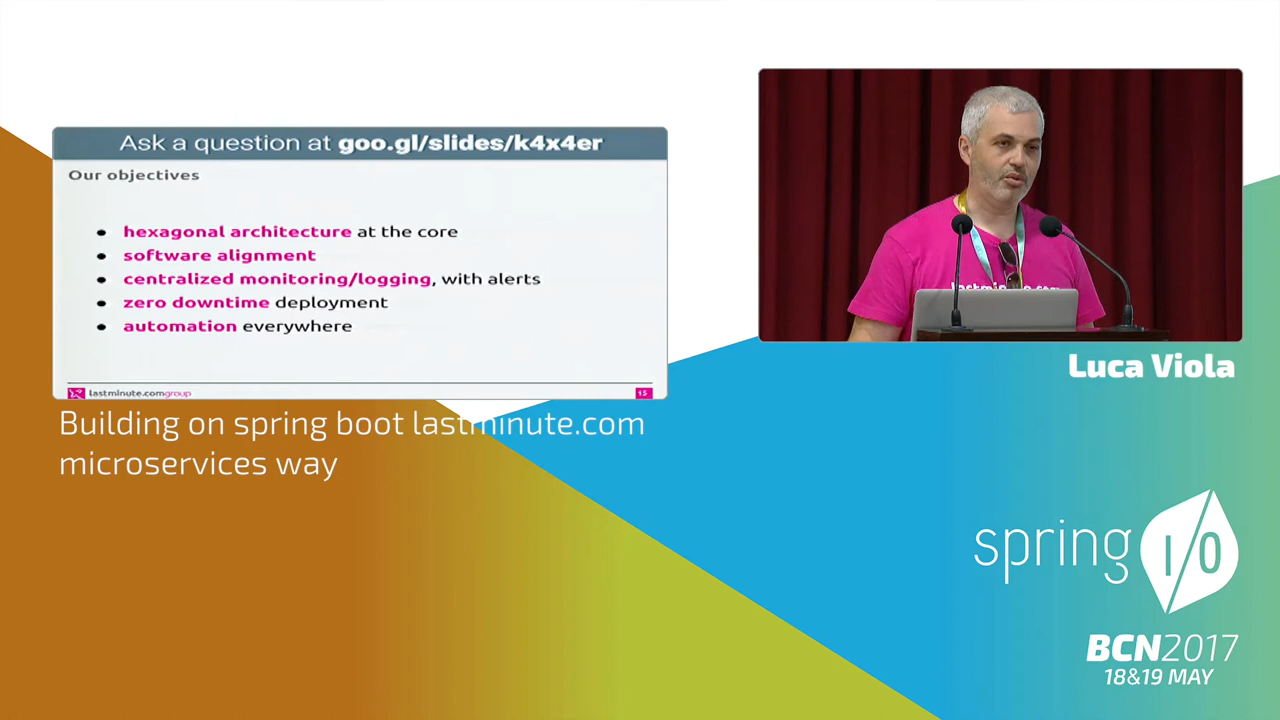 Ask a question at goo.gl/slides/k4x4er
Our objectives
• hexagonal architecture at the core
• software alignment
• centralized monitoring/logging, with alerts
• zero downtime deployment
• automation everywhere
lastminute.comgroup
15
Building on spring boot lastminute.com
microservices way
lastminute.com
Luca Viola
spring I/O
BCN2017
18&19 MAY